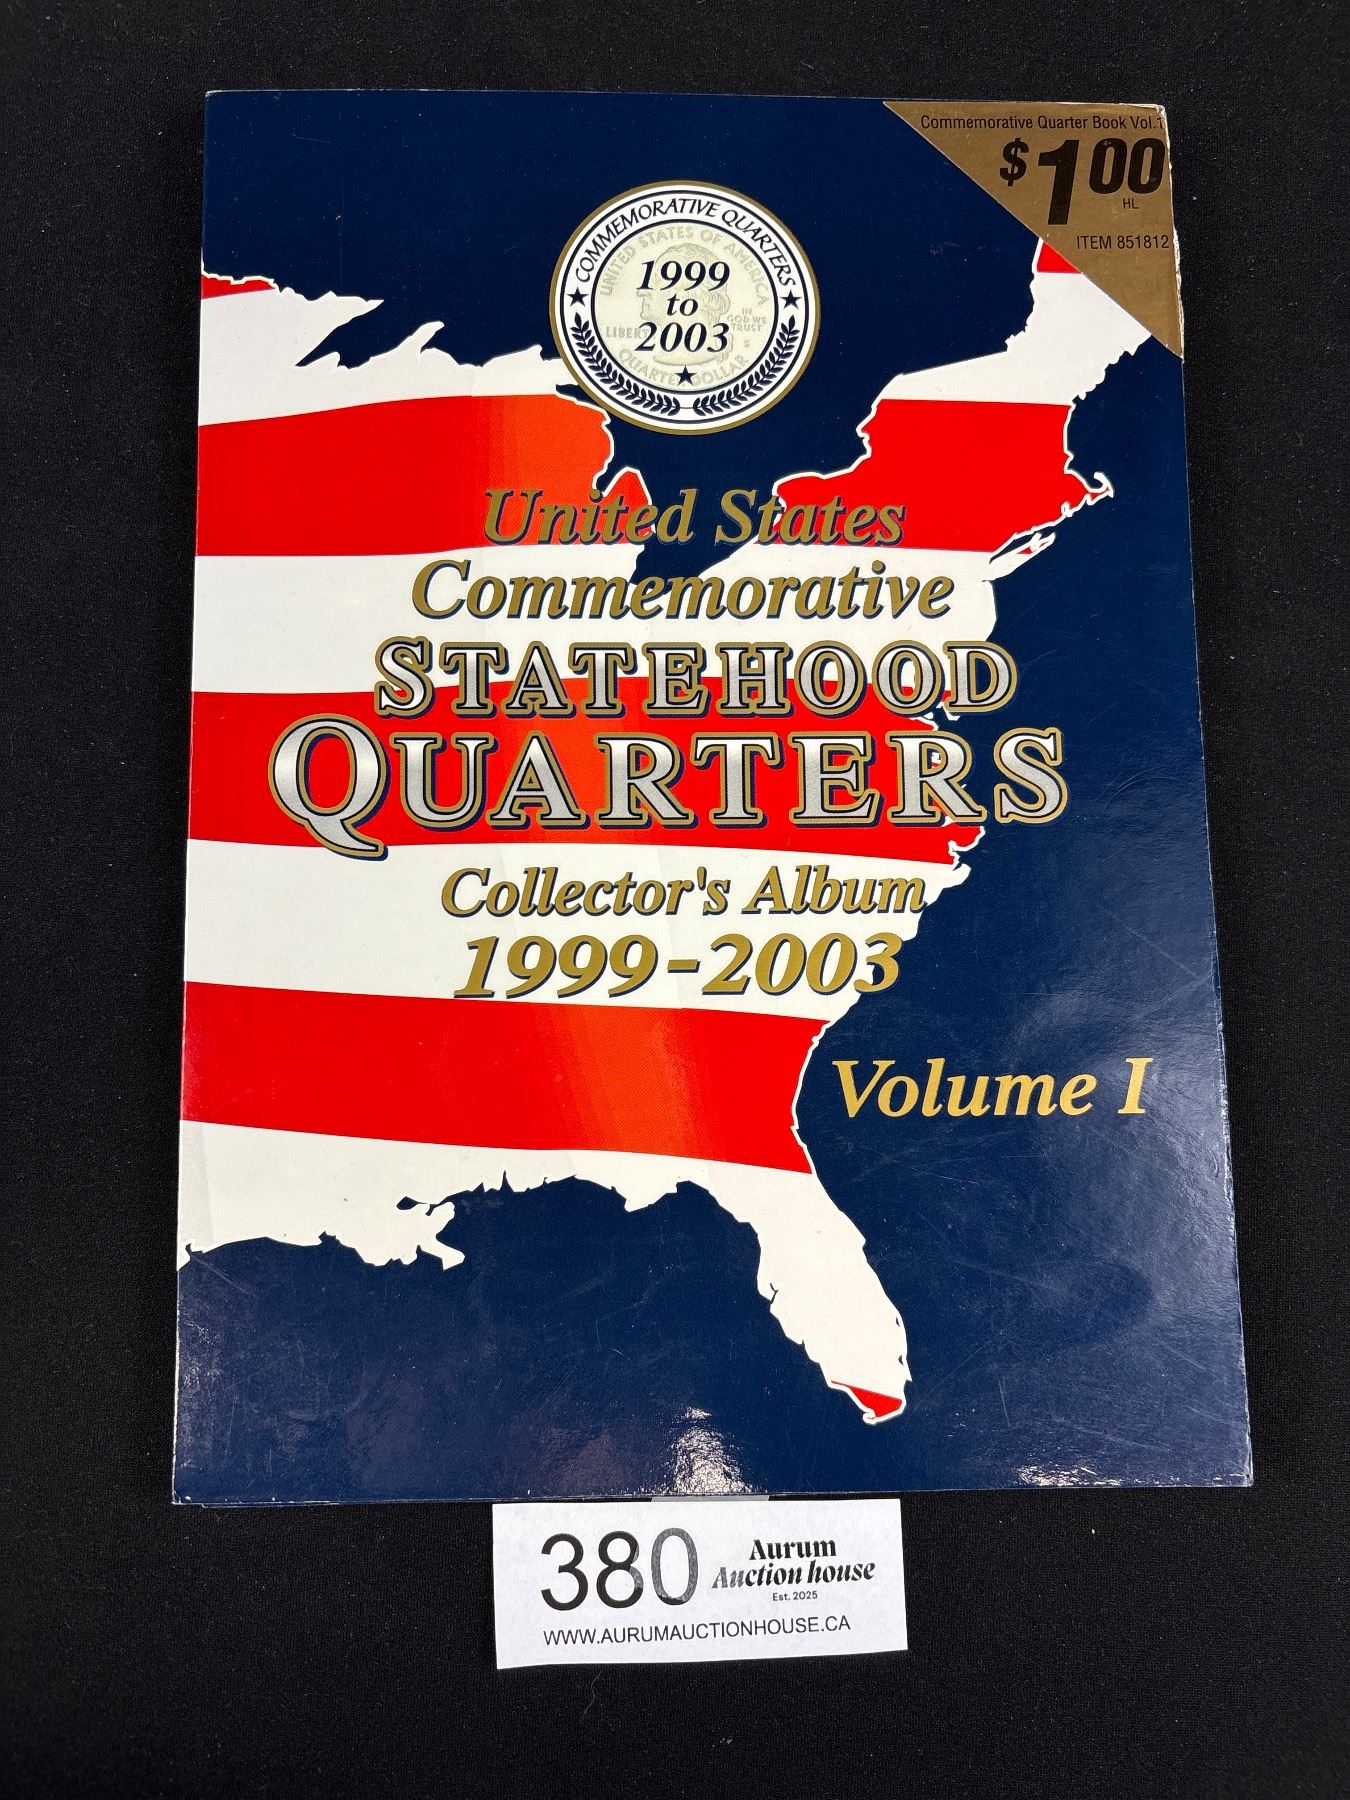 Commemorative Quarter Book Vol.1
$1.00
HL
ITEM 851812
COMMEMORATIVE QUARTERS
UNITED STATES OF AMERICA
1999
to
2003
LIBERTY
IN
GOD WE
TRUST
S
QUARTER DOLLAR
United States
Commemorative
STATEHOOD
QUARTERS
Collector's Album
1999-2003
Volume I
380
Aurum
Auction house
Est. 2025
WWW.AURUMAUCTIONHOUSE.CA